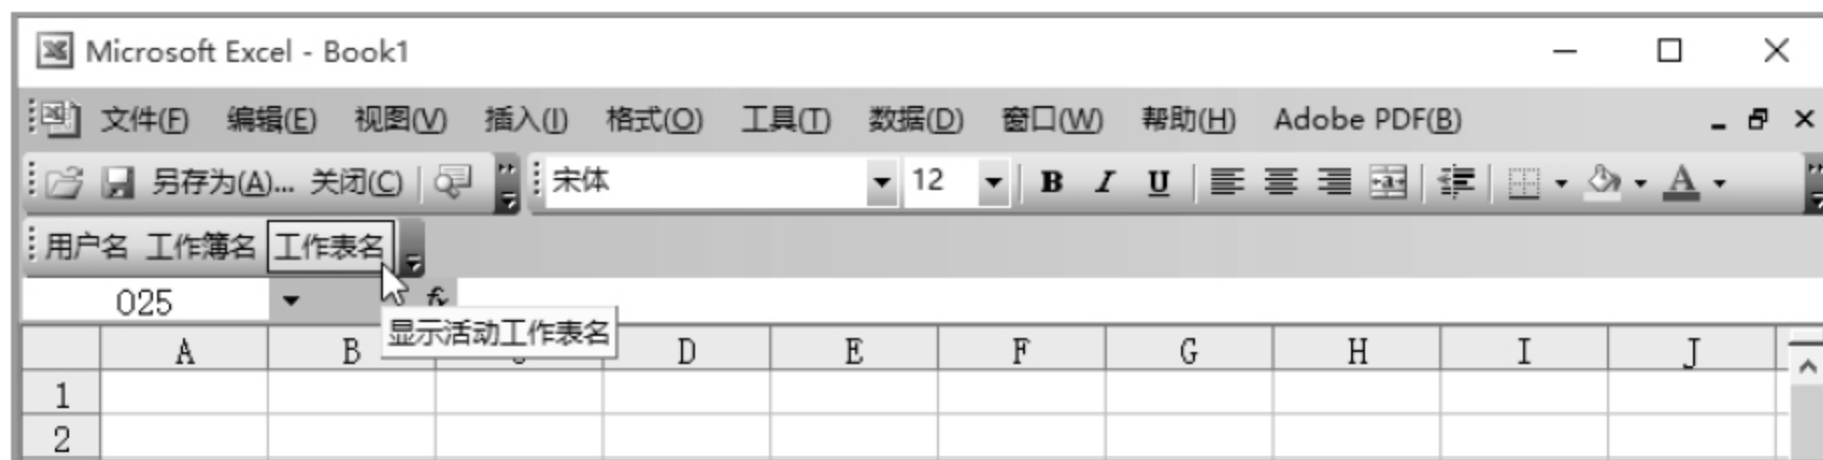 Microsoft Excel - Book1
文件(F) 编辑(E) 视图(V) 插入(I) 格式(O) 工具(T) 数据(D) 窗口(W) 帮助(H) Adobe PDF(B)
另存为(A)... 关闭(C) 宋体 12 B I U a A
用户名 工作簿名 工作表名
O25 fx
显示活动工作表名
A B D E F G H I J
1
2